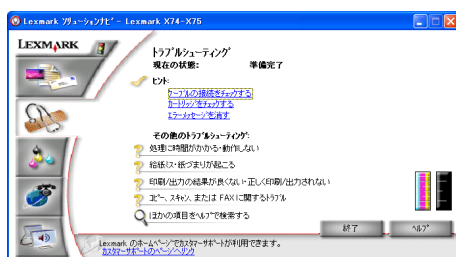 Lexmark ソリューションナビ - Lexmark X74-X75
LEXMARK
トラブルシューティング
現在の状態: 準備完了
ヒント:
ケーブルの接続をチェックする
カートリッジをチェックする
エラーメッセージを消す
その他のトラブルシューティング:
処理に時間がかかる・動作しない
給紙ミス・紙づまりが起こる
印刷/出力の結果が良くない・正しく印刷/出力されない
コピー、スキャン、または FAX に関するトラブル
ほかの項目をヘルプで検索する
終了
ヘルプ
Lexmark のホームページでカスタマーサポートが利用できます。
カスタマーサポートのページへリンク